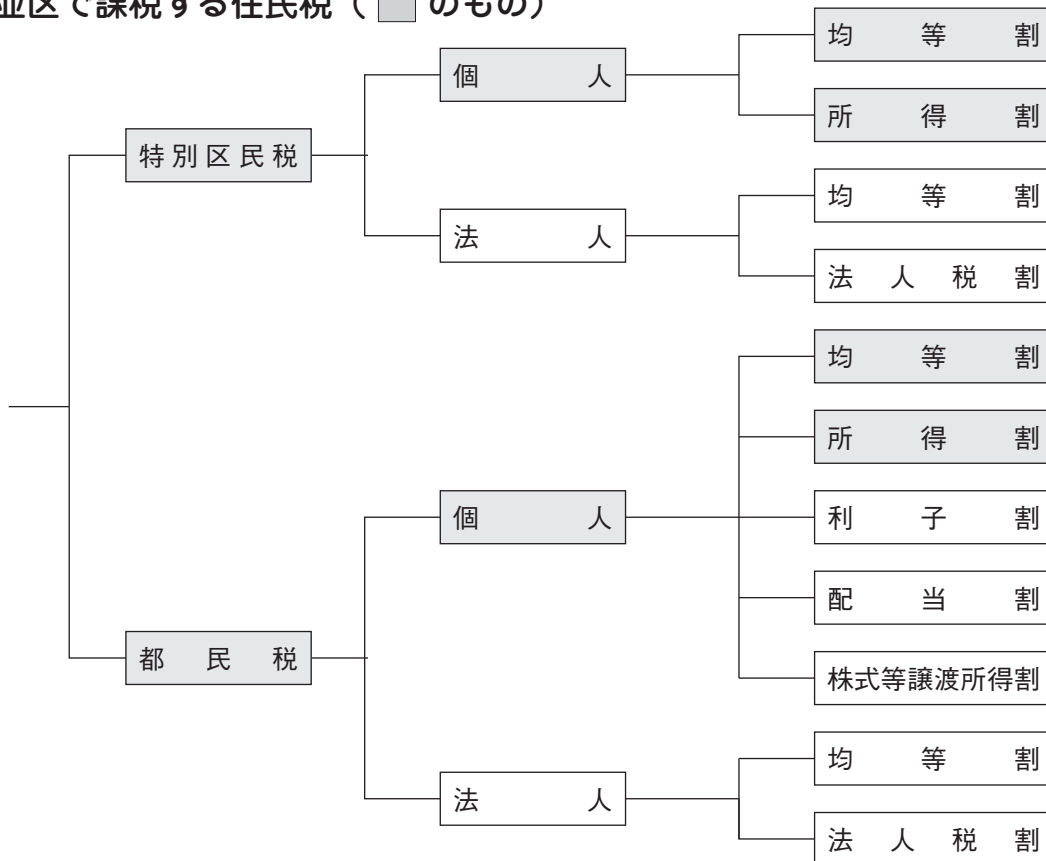 並区で課税する住民税（ のもの）
均等割
個人
所得割
特別区民税
均等割
法人
法人税割
均等割
所得割
個人
利子割
配当割
都民税
株式等譲渡所得割
均等割
法人
法人税割